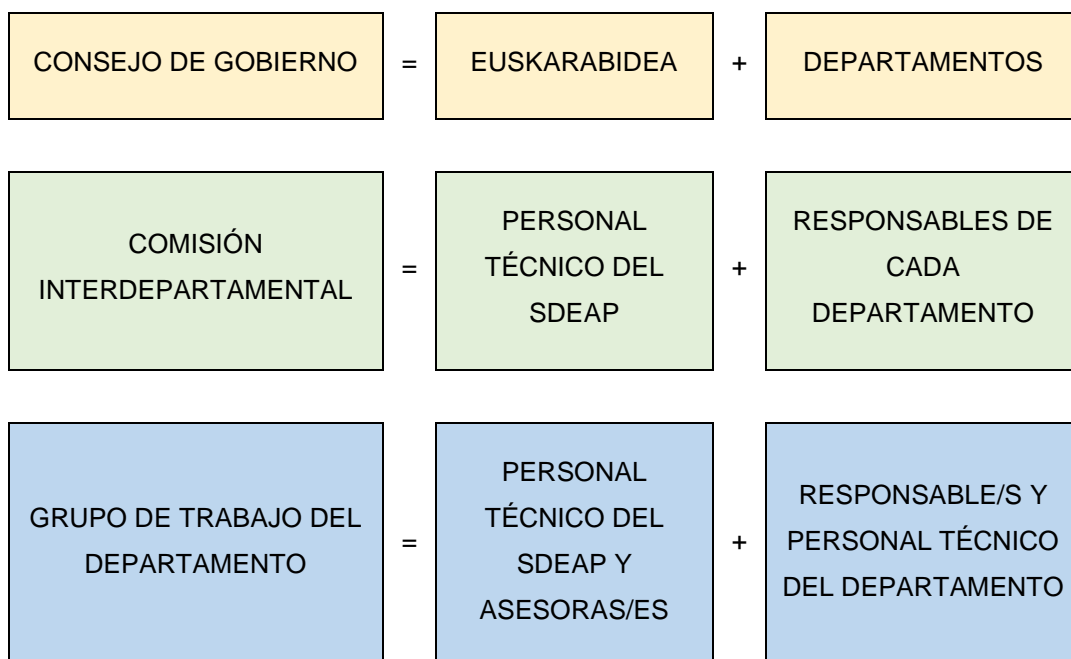 CONSEJO DE GOBIERNO = EUSKARABIDEA + DEPARTAMENTOS
COMISIÓN
INTERDEPARTAMENTAL
=
PERSONAL
TÉCNICO DEL
SDEAP
+
RESPONSABLES DE
CADA
DEPARTAMENTO
GRUPO DE TRABAJO DEL
DEPARTAMENTO
=
PERSONAL
TÉCNICO DEL
SDEAP Y
ASESORAS/ES
+
RESPONSABLE/S Y
PERSONAL TÉCNICO
DEL DEPARTAMENTO